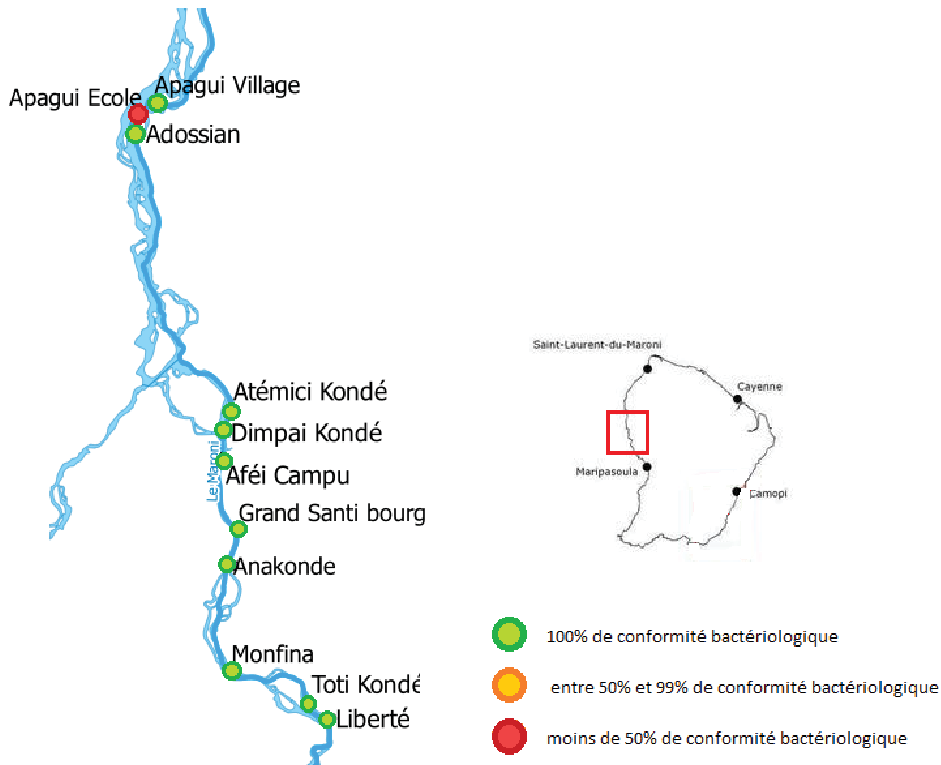 Apagui Village
Apagui Ecole
Adossian
Atémici Kondé
Dimpai Kondé
Le Maroni
Aféi Campu
Grand Santi bourg
Anakonde
Monfina
Toti Kondé
Liberté
Saint-Laurent-du-Maroni
Cayenne
Maripasoula
Camopi
100% de conformité bactériologique
entre 50% et 99% de conformité bactériologique
moins de 50% de conformité bactériologique